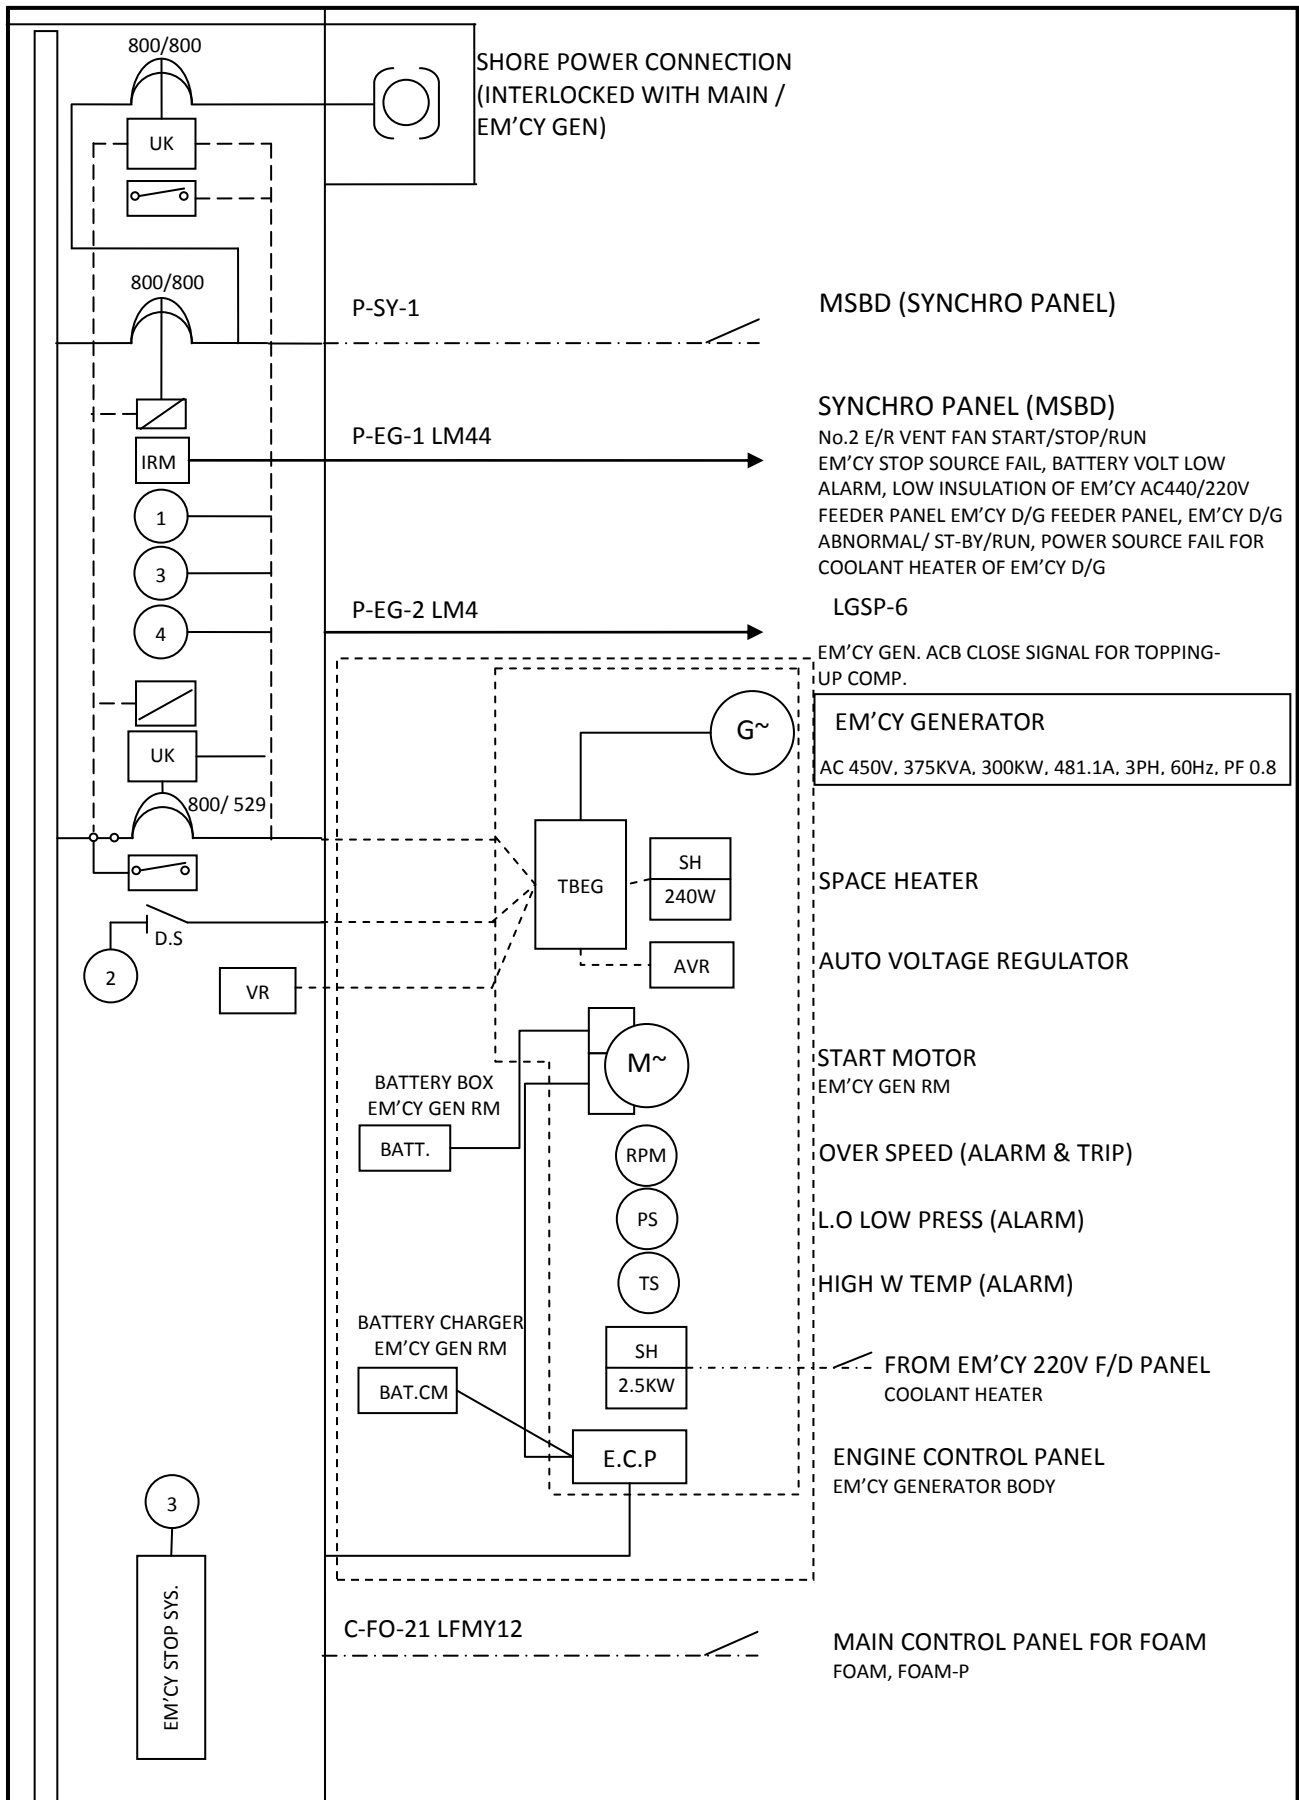 800/800
SHORE POWER CONNECTION
(INTERLOCKED WITH MAIN /
EM’CY GEN)
UK
800/800
P-SY-1
MSBD (SYNCHRO PANEL)
SYNCHRO PANEL (MSBD)
P-EG-1 LM44
No.2 E/R VENT FAN START/STOP/RUN
EM’CY STOP SOURCE FAIL, BATTERY VOLT LOW
ALARM, LOW INSULATION OF EM’CY AC440/220V
FEEDER PANEL EM’CY D/G FEEDER PANEL, EM’CY D/G
ABNORMAL/ ST-BY/RUN, POWER SOURCE FAIL FOR
COOLANT HEATER OF EM’CY D/G
IRM
1
3
4
P-EG-2 LM4
LGSP-6
EM’CY GEN. ACB CLOSE SIGNAL FOR TOPPING-
UP COMP.
G~
EM’CY GENERATOR
AC 450V, 375KVA, 300KW, 481.1A, 3PH, 60Hz, PF 0.8
UK
800/ 529
TBEG
SH
240W
SPACE HEATER
D.S
2
VR
AVR
AUTO VOLTAGE REGULATOR
M~
START MOTOR
EM’CY GEN RM
BATTERY BOX
EM’CY GEN RM
BATT.
RPM
OVER SPEED (ALARM & TRIP)
PS
L.O LOW PRESS (ALARM)
TS
HIGH W TEMP (ALARM)
BATTERY CHARGER
EM’CY GEN RM
BAT.CM
SH
2.5KW
FROM EM’CY 220V F/D PANEL
COOLANT HEATER
E.C.P
ENGINE CONTROL PANEL
EM’CY GENERATOR BODY
3
EM’CY STOP SYS.
C-FO-21 LFMY12
MAIN CONTROL PANEL FOR FOAM
FOAM, FOAM-P